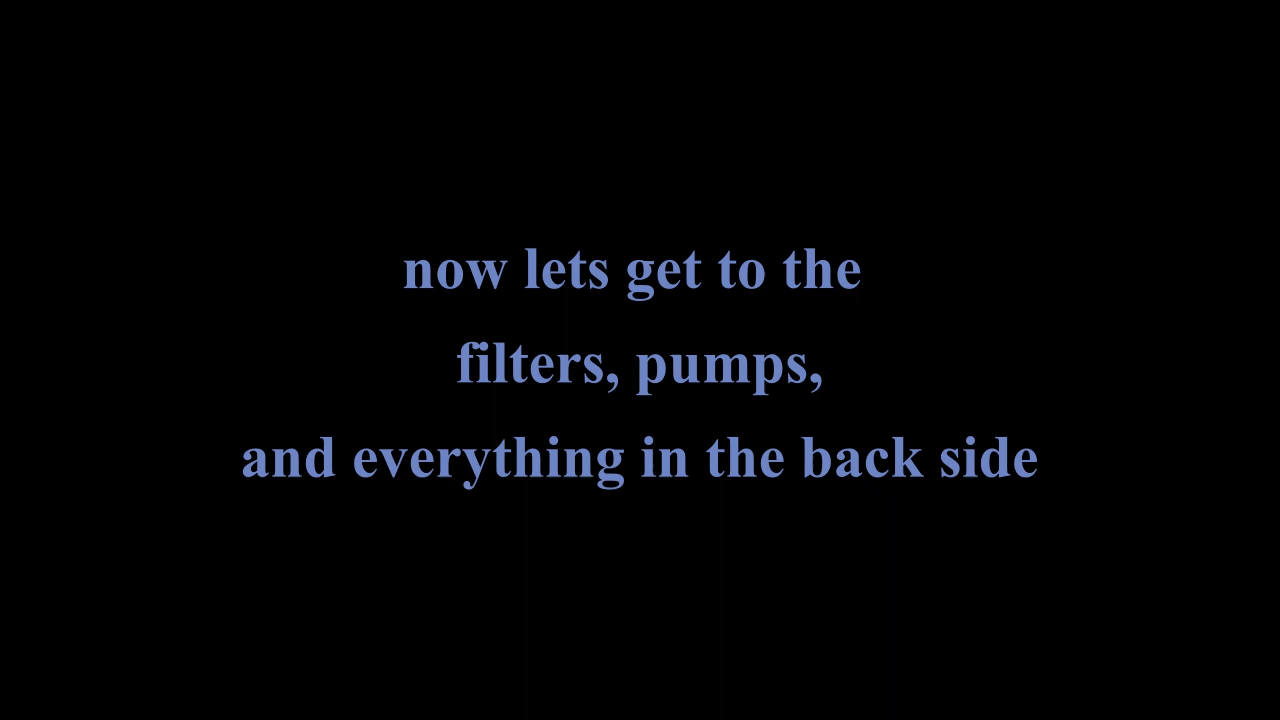 now lets get to the
filters, pumps,
and everything in the back side